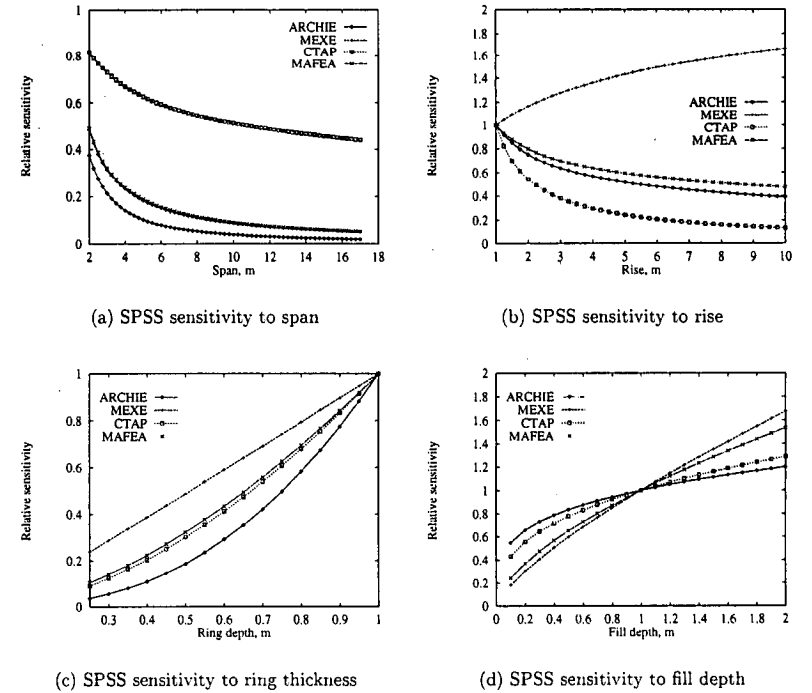 1
0.8
0.6
0.4
0.2
0
Relative sensitivity
2 4 6 8 10 12 14 16 18
Span, m
ARCHIE
MEXE
CTAP
MAFEA
(a) SPSS sensitivity to span
2
1.8
1.6
1.4
1.2
1
0.8
0.6
0.4
0.2
0
Relative sensitivity
1 2 3 4 5 6 7 8 9 10
Rise, m
ARCHIE
MEXE
CTAP
MAFEA
(b) SPSS sensitivity to rise
1
0.8
0.6
0.4
0.2
0
Relative sensitivity
0.3 0.4 0.5 0.6 0.7 0.8 0.9 1
Ring depth, m
ARCHIE
MEXE
CTAP
MAFEA
(c) SPSS sensitivity to ring thickness
2
1.8
1.6
1.4
1.2
1
0.8
0.6
0.4
0.2
0
Relative sensitivity
0 0.2 0.4 0.6 0.8 1 1.2 1.4 1.6 1.8 2
Fill depth, m
ARCHIE
MEXE
CTAP
MAFEA
(d) SPSS sensitivity to fill depth